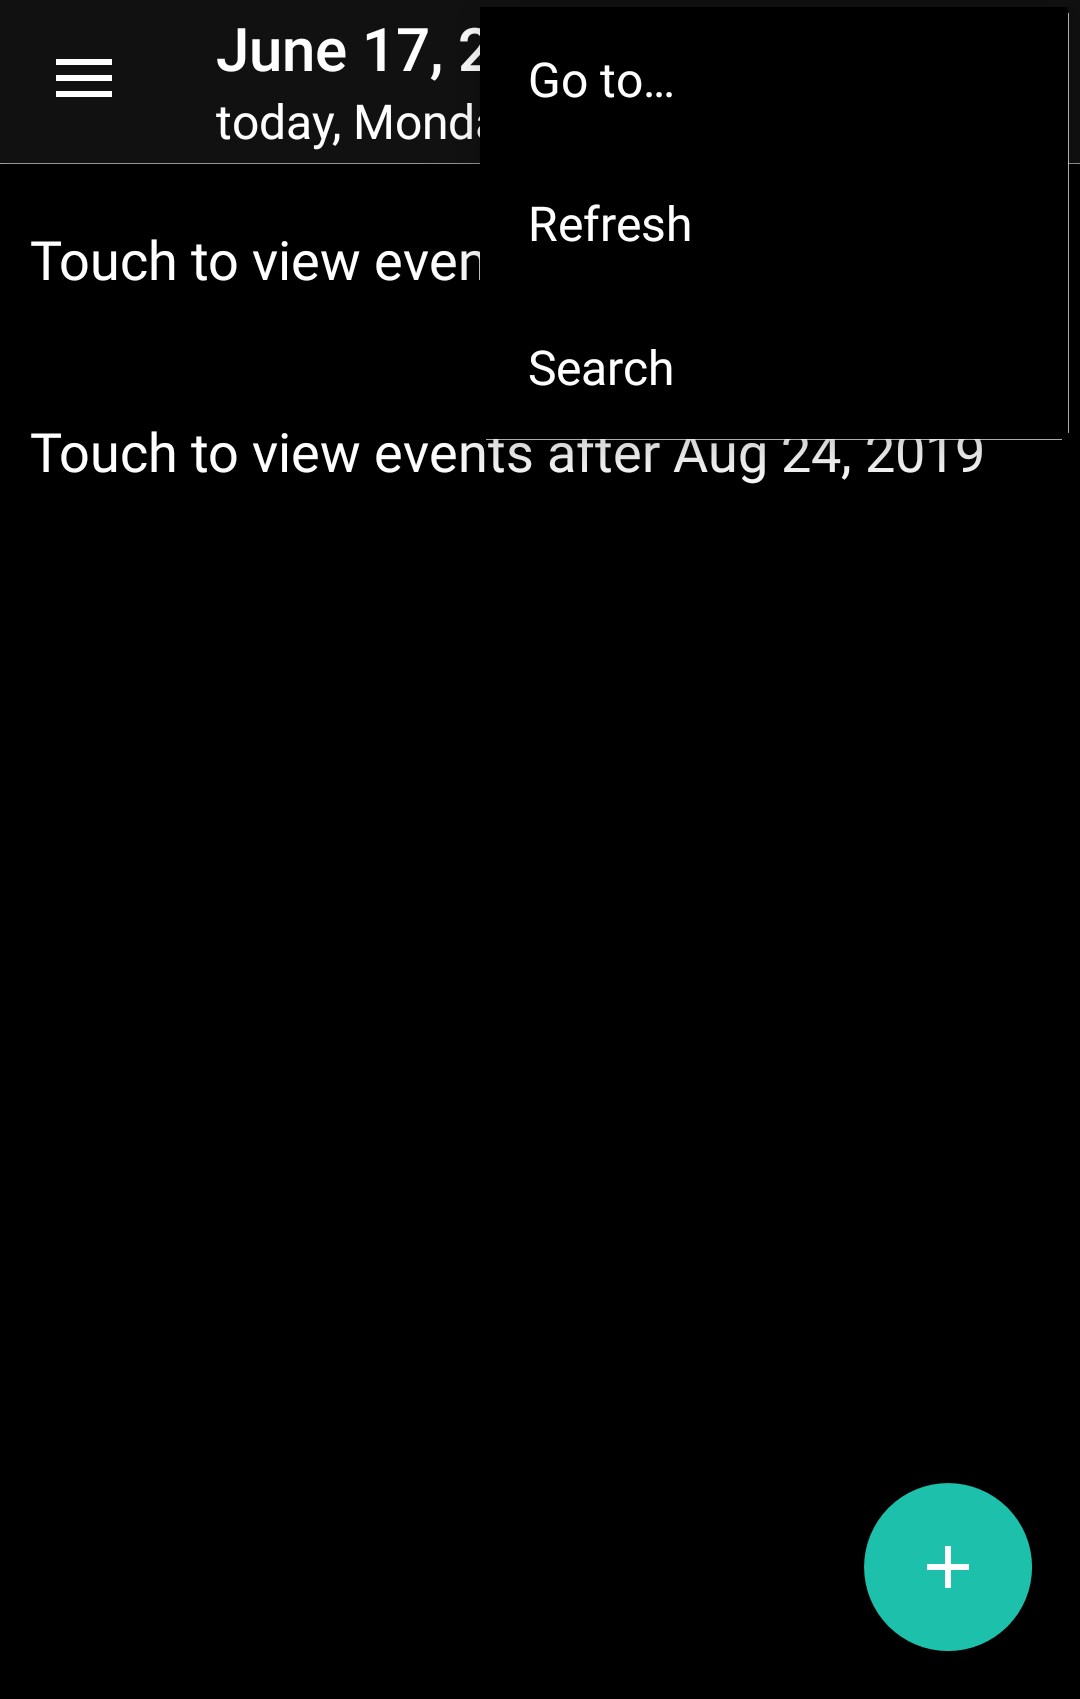 June 17, 2
today, Monda
Go to...
Refresh
Search
Touch to view even
Touch to view events after Aug 24, 2019